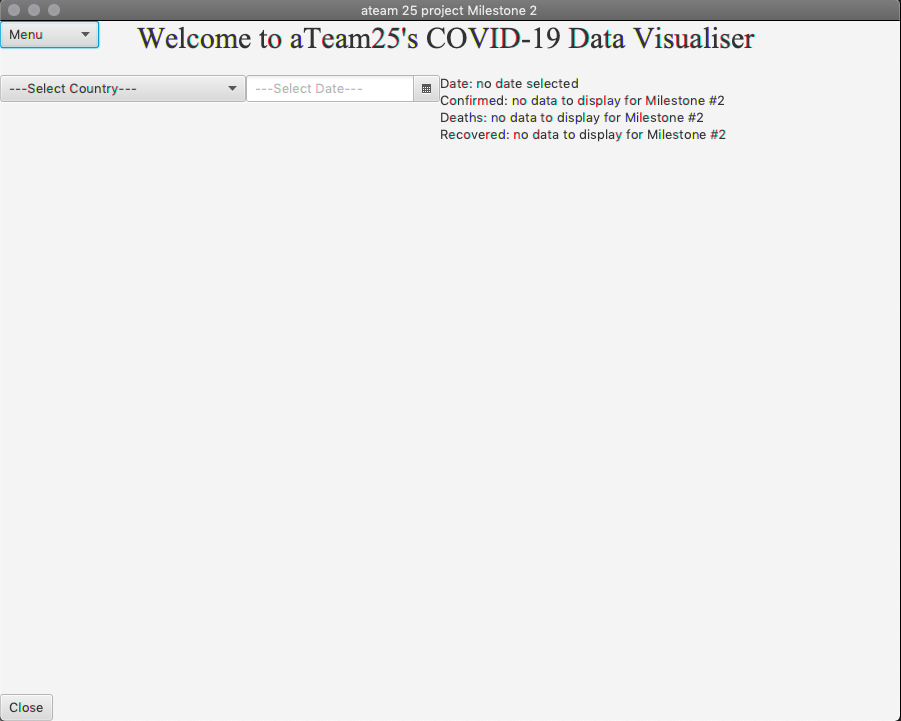 ateam 25 project Milestone 2
Menu
Welcome to aTeam25's COVID-19 Data Visualiser
---Select Country---
---Select Date---
Date: no date selected
Confirmed: no data to display for Milestone #2
Deaths: no data to display for Milestone #2
Recovered: no data to display for Milestone #2
Close